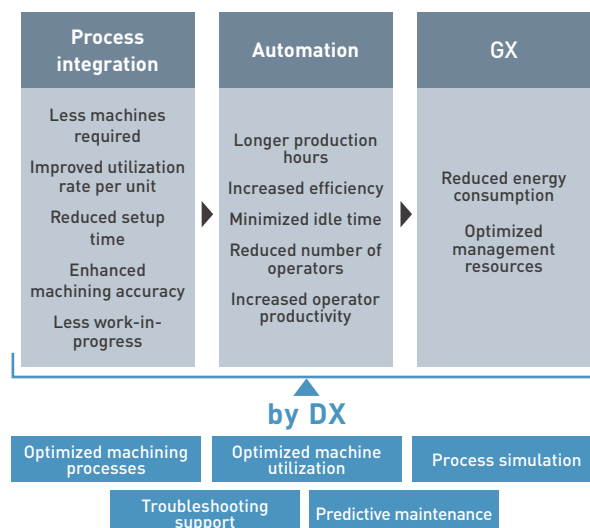 Process
integration
Less machines
required
Improved utilization
rate per unit
Reduced setup
time
Enhanced
machining accuracy
Less work-in-
progress
Automation
Longer production
hours
Increased efficiency
Minimized idle time
Reduced number of
operators
Increased operator
productivity
GX
Reduced energy
consumption
Optimized
management
resources
by DX
Optimized machining
processes
Optimized machine
utilization
Process simulation
Troubleshooting
support
Predictive maintenance